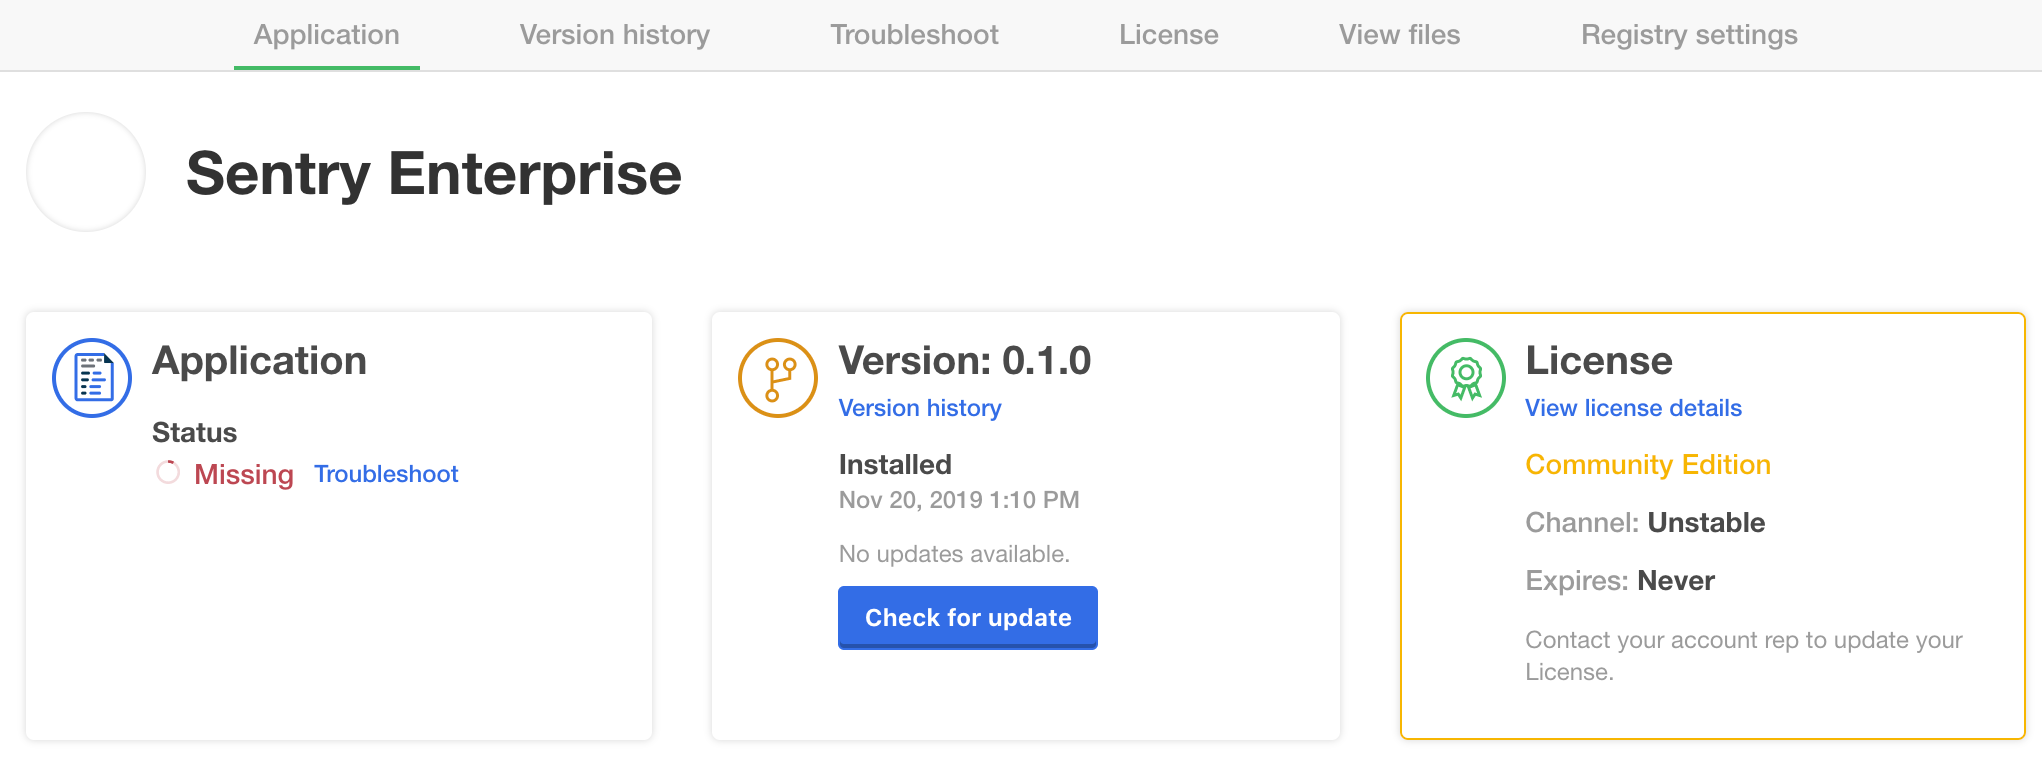 Application Version history Troubleshoot License View files Registry settings
Sentry Enterprise
Application
Status
Missing Troubleshoot
Version: 0.1.0
Version history
Installed
Nov 20, 2019 1:10 PM
No updates available.
Check for update
License
View license details
Community Edition
Channel: Unstable
Expires: Never
Contact your account rep to update your
License.